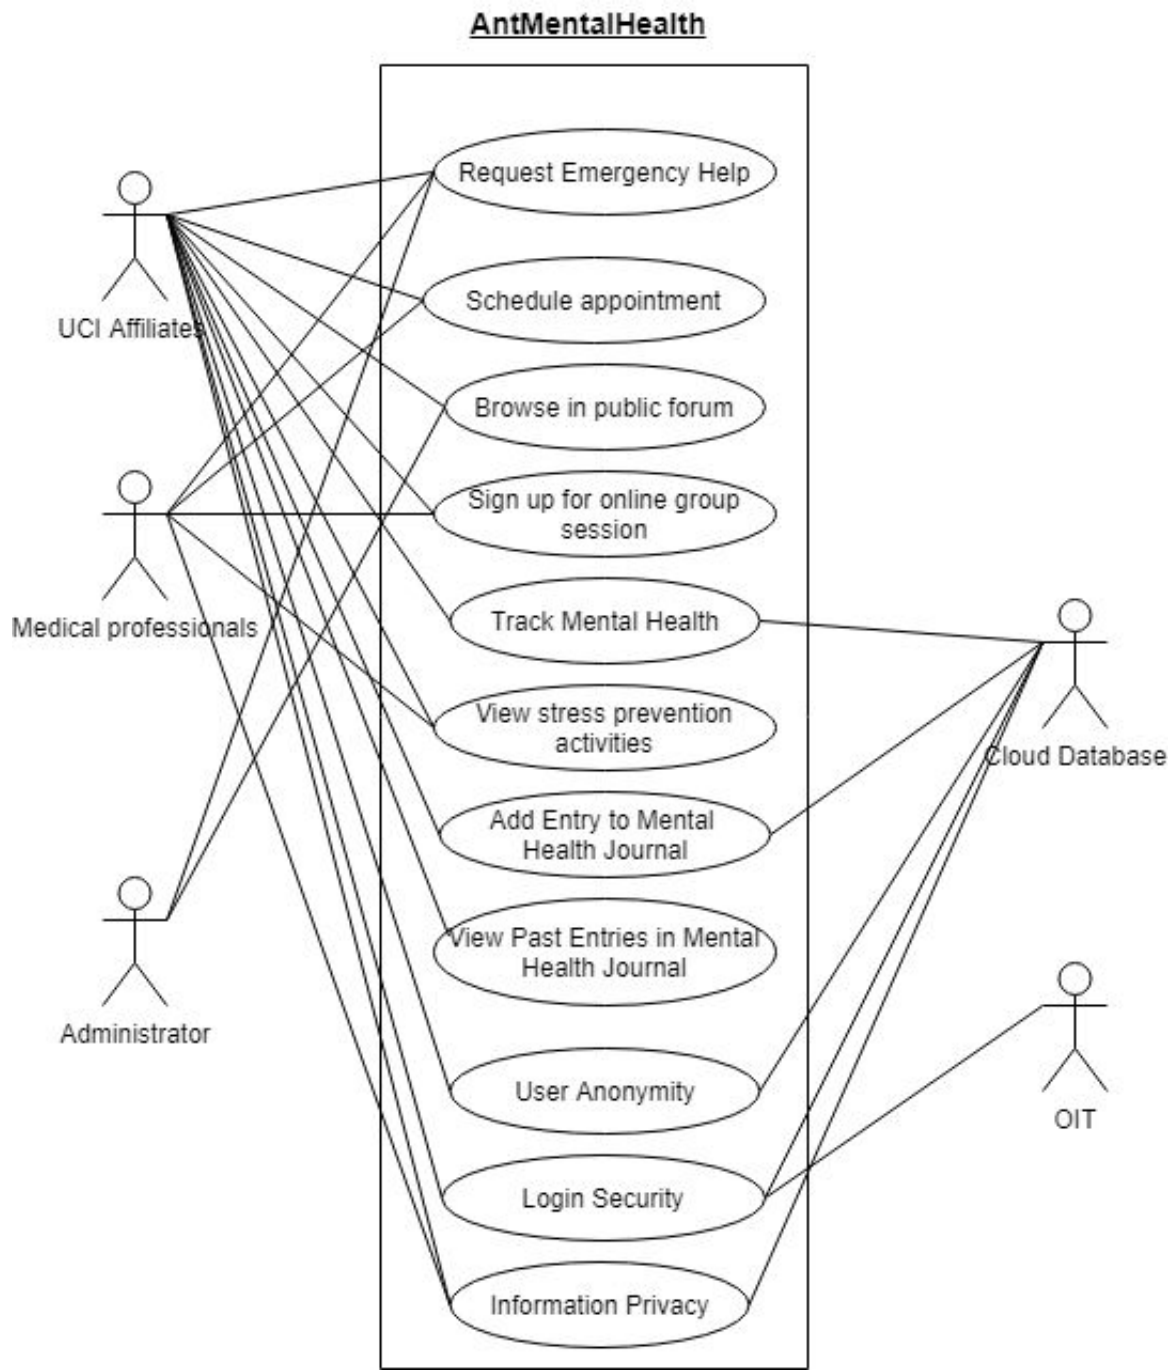 AntMentalHealth
Request Emergency Help
UCI Affiliates
Schedule appointment
Browse in public forum
Sign up for online group
session
Medical professionals
Track Mental Health
View stress prevention
activities
Cloud Database
Add Entry to Mental
Health Journal
View Past Entries in Mental
Health Journal
Administrator
User Anonymity
OIT
Login Security
Information Privacy